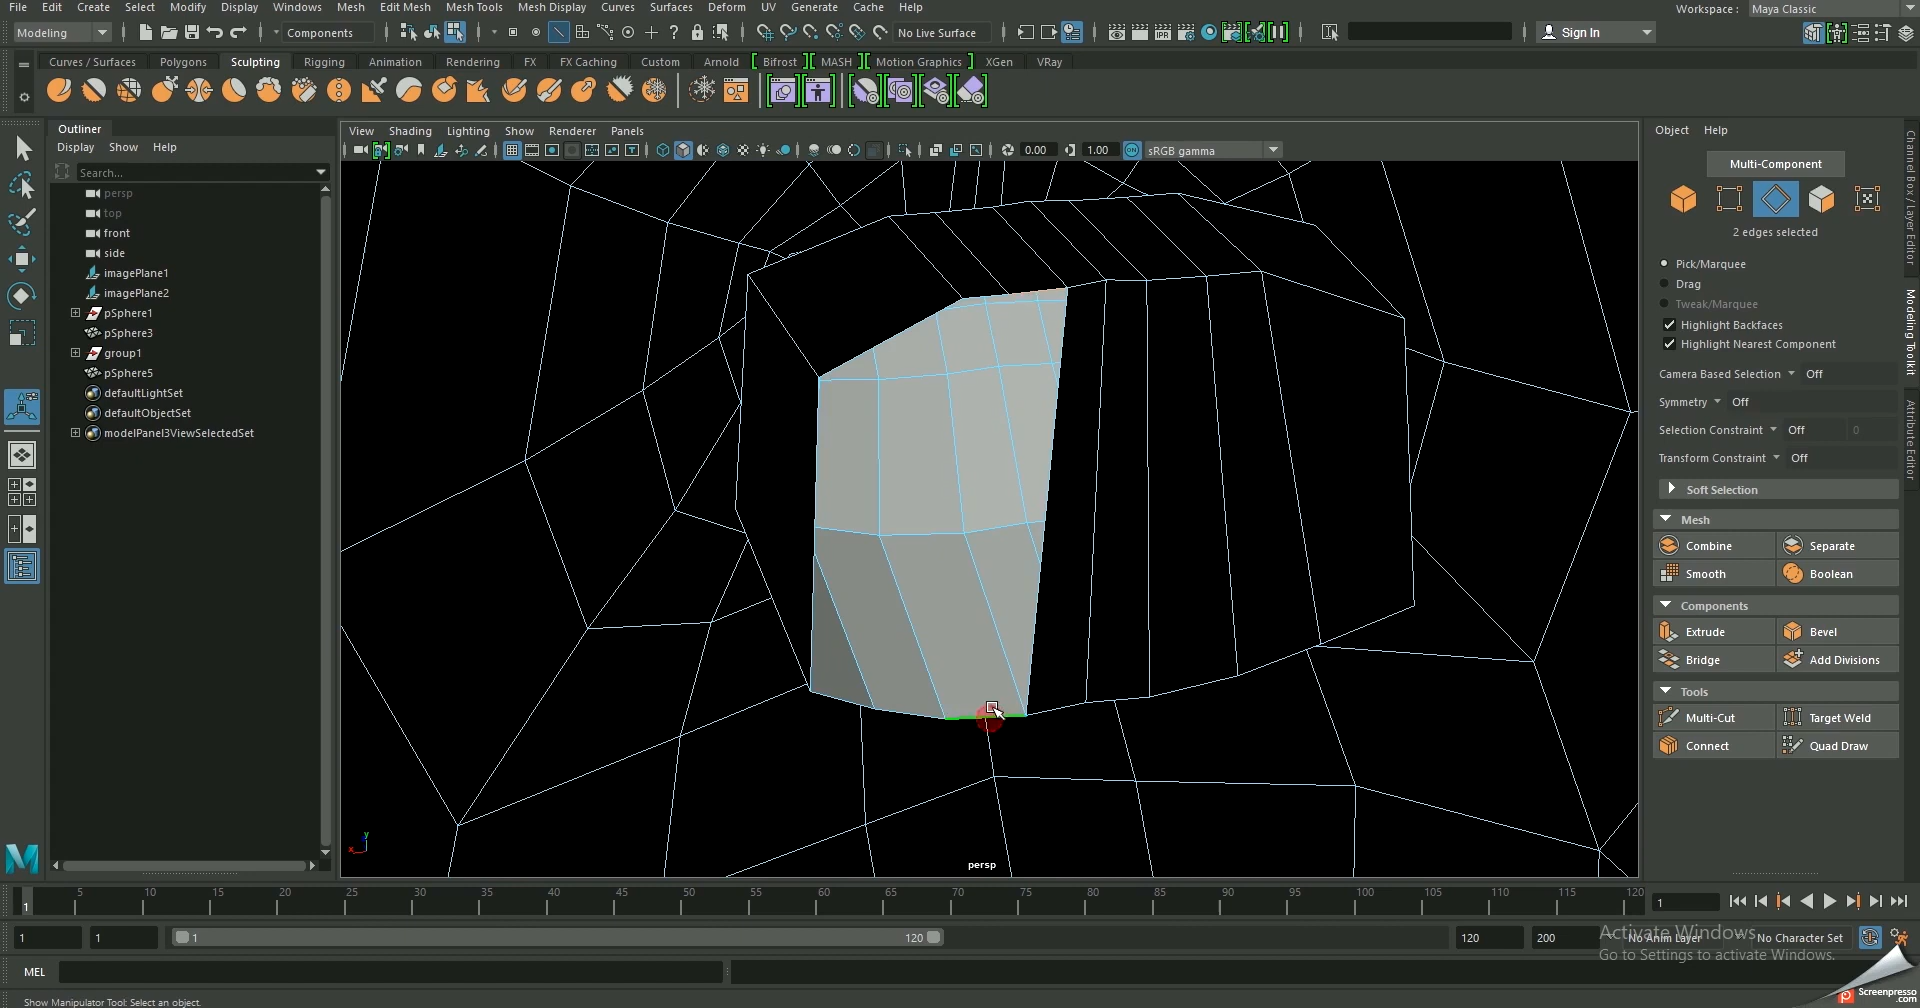 File Edit Create Select Modify Display Windows Mesh Edit Mesh Mesh Tools Mesh Display Curves Surfaces Deform UV Generate Cache Help Workspace : Maya Classic
Modeling Components No Live Surface Sign In
Curves / Surfaces Polygons Sculpting Rigging Animation Rendering FX FX Caching Custom Arnold Bifrost MASH Motion Graphics XGen VRay
Outliner
Display Show Help
Search...
persp
top
front
side
imagePlane1
imagePlane2
pSphere1
pSphere3
group1
pSphere5
defaultLightSet
defaultObjectSet
modelPanel3ViewSelectedSet
View Shading Lighting Show Renderer Panels
0.00 1.00 ON sRGB gamma
y
x
persp
Object Help
Multi-Component
2 edges selected
Pick/Marquee
Drag
Tweak/Marquee
Highlight Backfaces
Highlight Nearest Component
Camera Based Selection Off
Symmetry Off
Selection Constraint Off 0
Transform Constraint Off
Soft Selection
Mesh
Combine Separate
Smooth Boolean
Components
Extrude Bevel
Bridge Add Divisions
Tools
Multi-Cut Target Weld
Connect Quad Draw
Channel Box / Layer Editor
Modeling Toolkit
Attribute Editor
5 10 15 20 25 30 35 40 45 50 55 60 65 70 75 80 85 90 95 100 105 110 115 120
1 1
1 1 1 120 120 200 No Anim Layer No Character Set
Activate Windows
Go to Settings to activate Windows.
MEL
Show Manipulator Tool: Select an object.
Screenpresso
.com